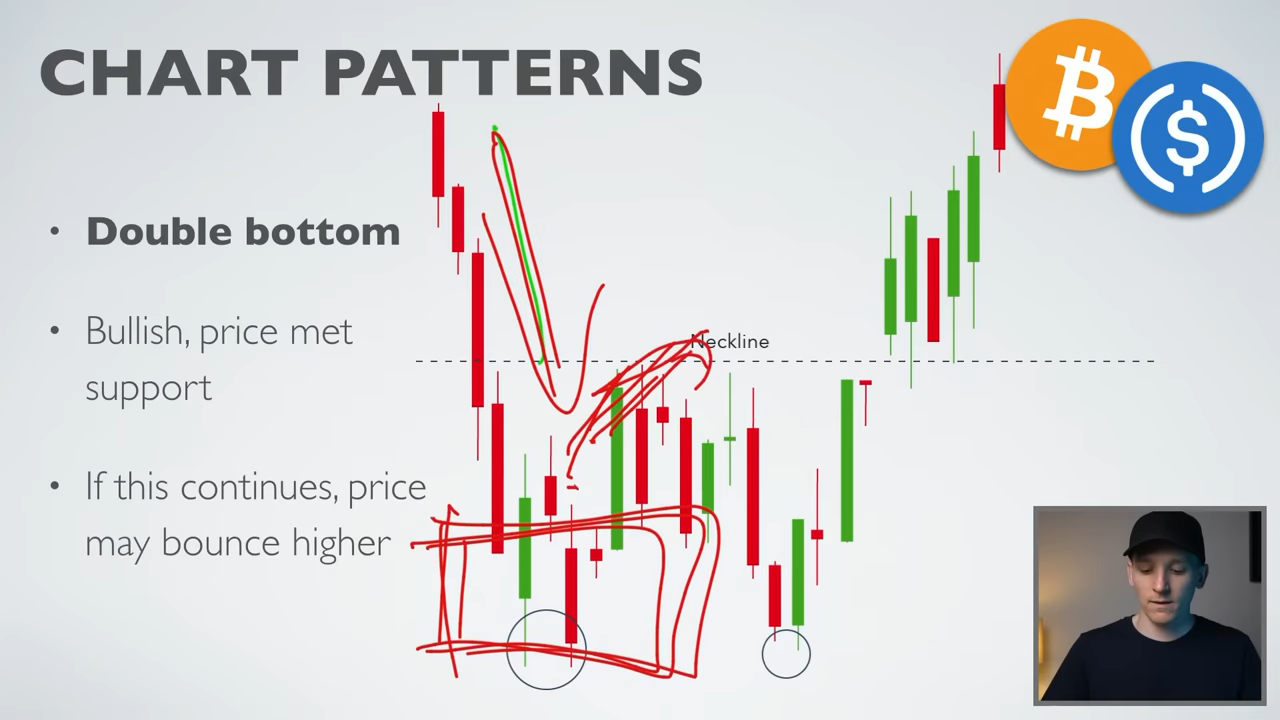 CHART PATTERNS
• Double bottom
• Bullish, price met
support
• If this continues, price
may bounce higher
Neckline